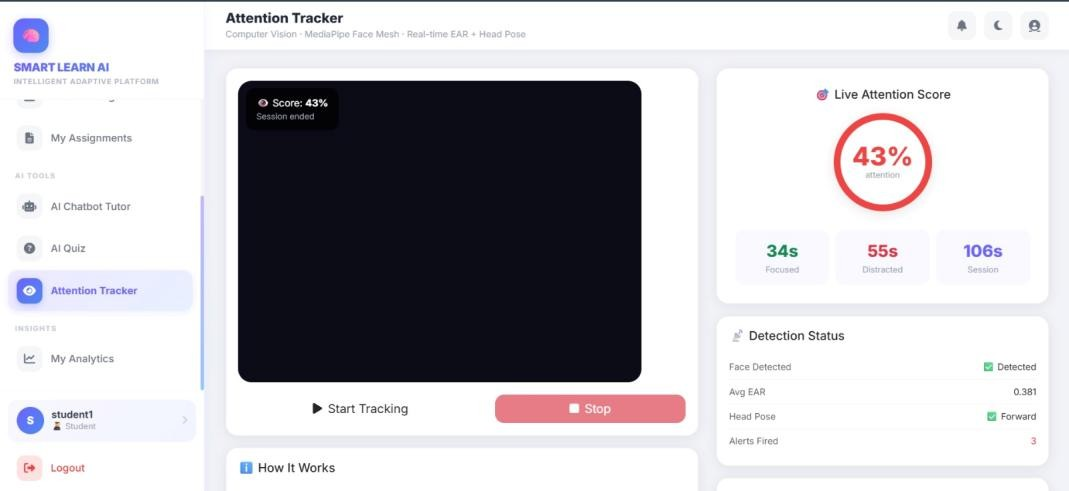 SMART LEARN AI
INTELLIGENT ADAPTIVE PLATFORM
My Assignments
AI TOOLS
AI Chatbot Tutor
AI Quiz
Attention Tracker
INSIGHTS
My Analytics
S
student1
Student
Logout
Attention Tracker
Computer Vision · MediaPipe Face Mesh · Real-time EAR + Head Pose
Score: 43%
Session ended
Start Tracking
Stop
How It Works
Live Attention Score
43%
attention
34s
Focused
55s
Distracted
106s
Session
Detection Status
Face Detected
Detected
Avg EAR
0.381
Head Pose
Forward
Alerts Fired
3